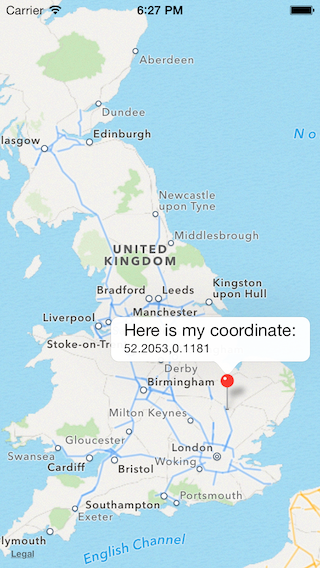 Carrier 6:27 PM
Aberdeen
Dundee
lasgow
Edinburgh
N o
Newcastle
upon Tyne
Middlesbrough
UNITED
KINGDOM
Bradford
Leeds
Kingston
upon Hull
Liverpool
Manchester
Stoke-on-Tren
Here is my coordinate:
52.2053,0.1181
Derby
Birmingham
Milton Keynes
Gloucester
Swansea
London
Cardiff
Bristol
Woking
Southampton
Portsmouth
lymouth
Exeter
English Channel
Legal